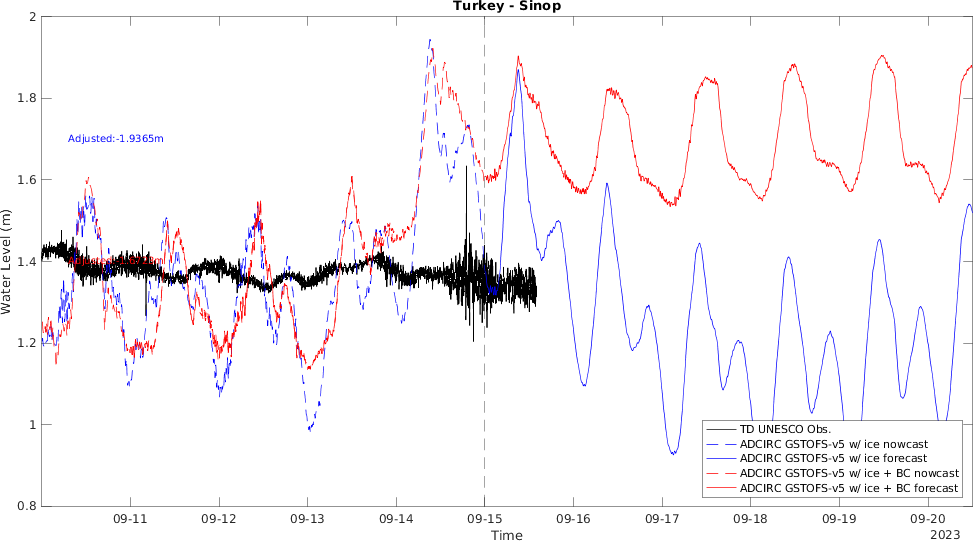 Turkey - Sinop
2
1.8
1.6
1.4
1.2
1
0.8
Water Level (m)
Adjusted:-1.9365m
TD UNESCO Obs.
ADCIRC GSTOFS-v5 w/ ice nowcast
ADCIRC GSTOFS-v5 w/ ice forecast
ADCIRC GSTOFS-v5 w/ ice + BC nowcast
ADCIRC GSTOFS-v5 w/ ice + BC forecast
09-11 09-12 09-13 09-14 09-15 09-16 09-17 09-18 09-19 09-20
Time
2023